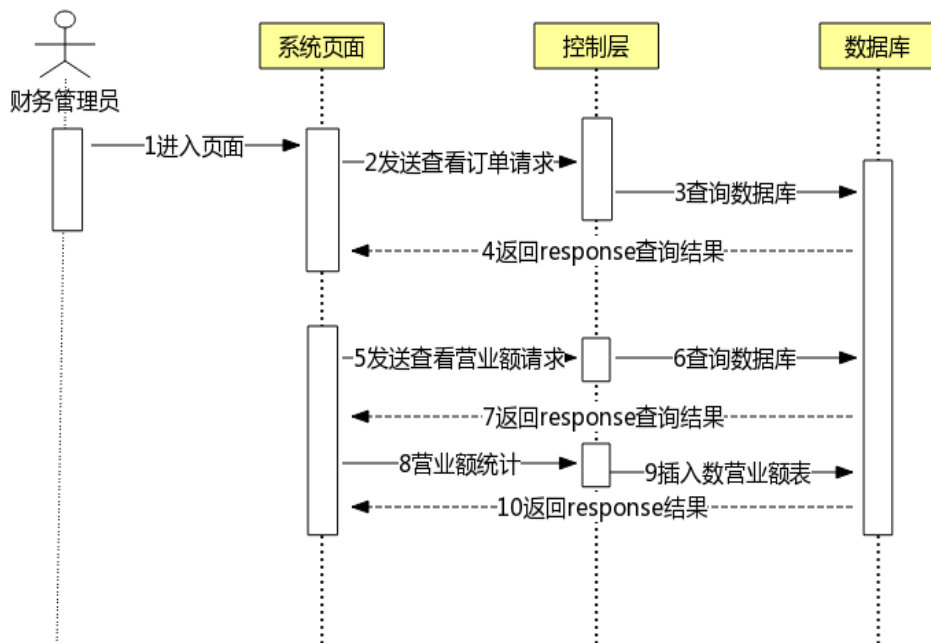 系统页面
控制层
数据库
财务管理员
1进入页面
2发送查看订单请求
3查询数据库
4返回response查询结果
5发送查看营业额请求
6查询数据库
7返回response查询结果
8营业额统计
9插入数营业额表
10返回response结果